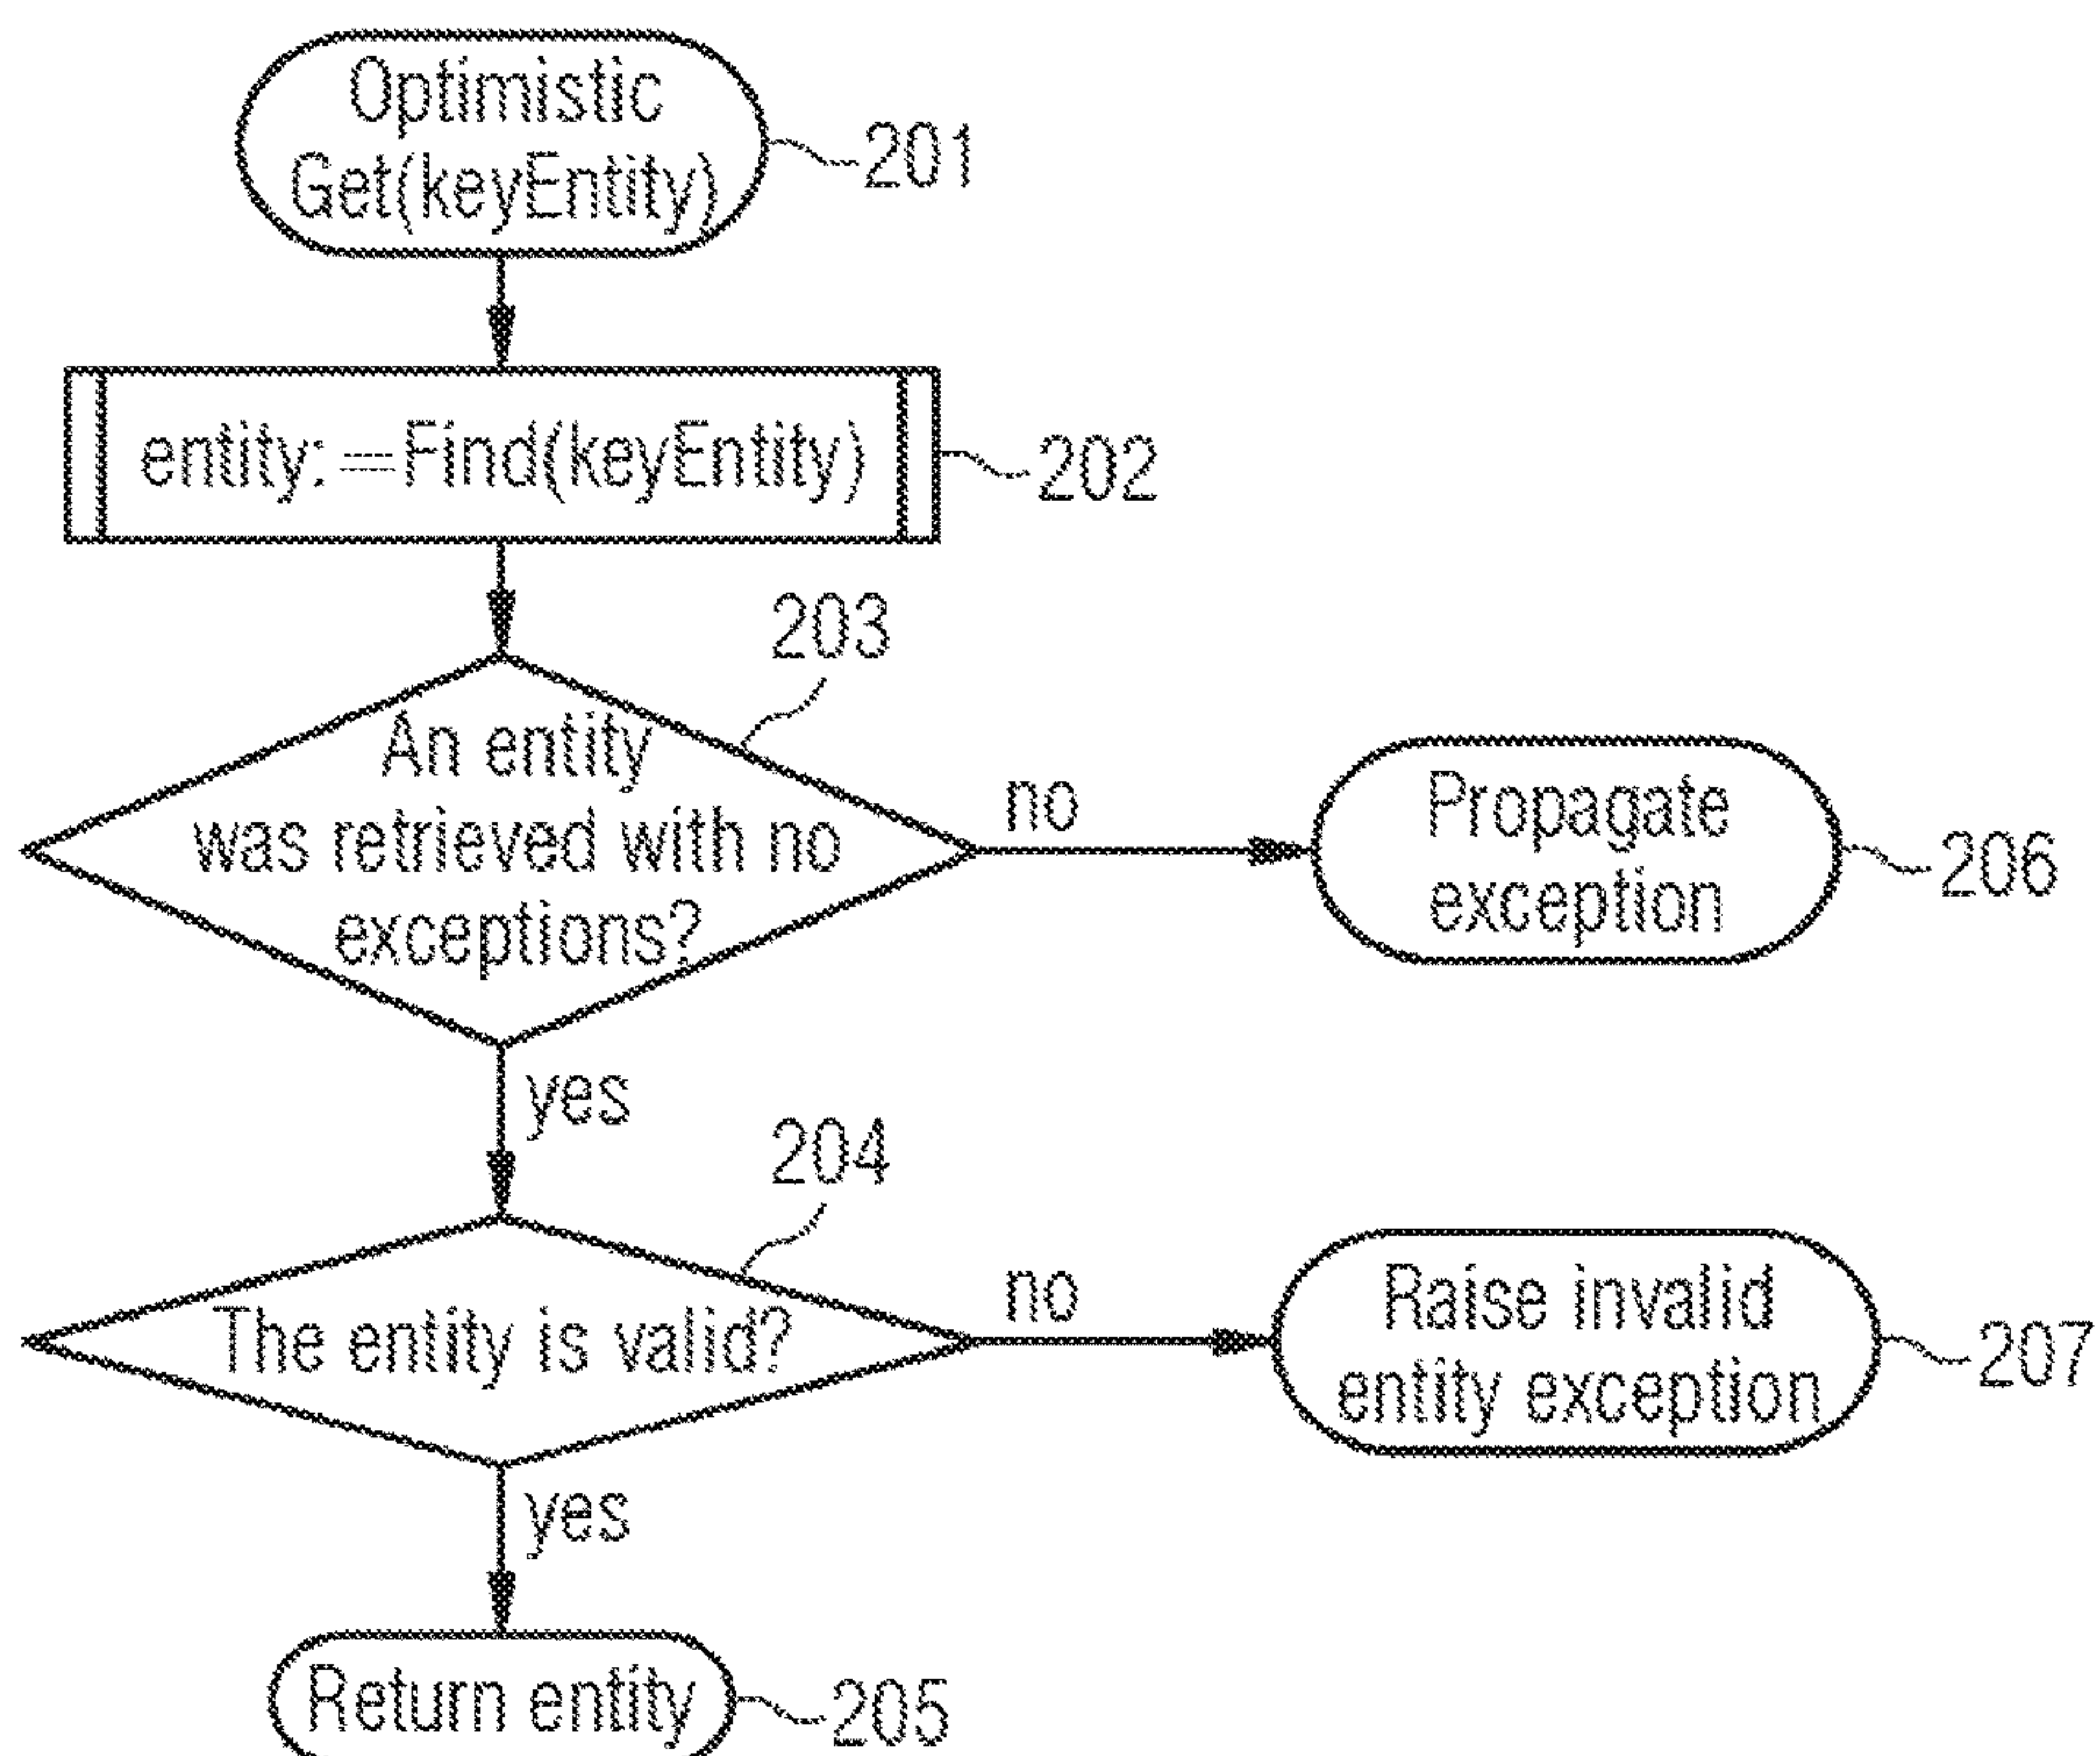 Optimistic
Get(keyEntity)
201
entity: =Find(keyEntity)
202
203
An entity
was retrieved with no
exceptions?
no
Propagate
exception
206
yes
204
The entity is valid?
no
Raise invalid
entity exception
207
yes
Return entity
205